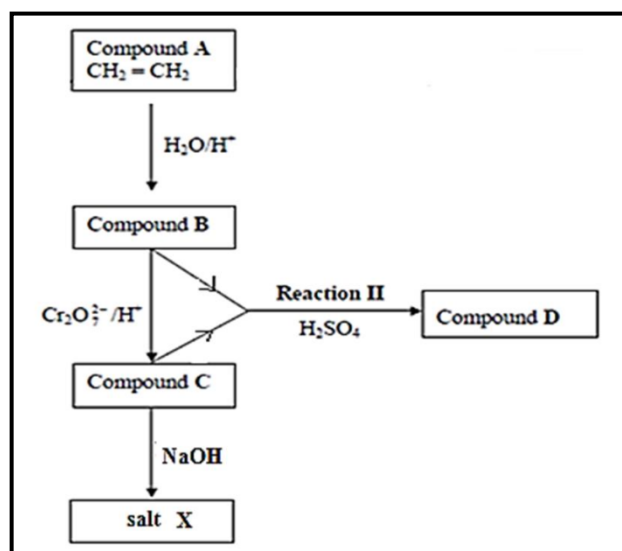 Compound A
CH₂ = CH₂
H₂O/H⁺
Compound B
Reaction II
Cr₂O₇²⁻/H⁺
H₂SO₄
Compound D
Compound C
NaOH
salt X